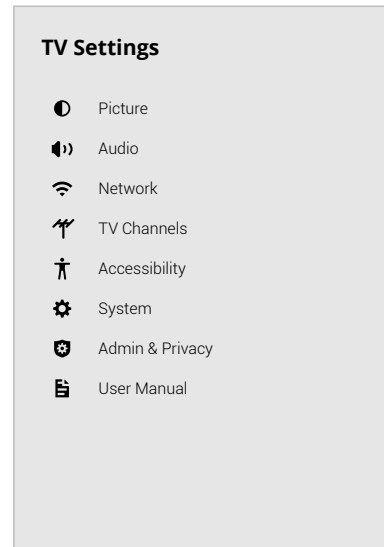 TV Settings
Picture
Audio
Network
TV Channels
Accessibility
System
Admin & Privacy
User Manual